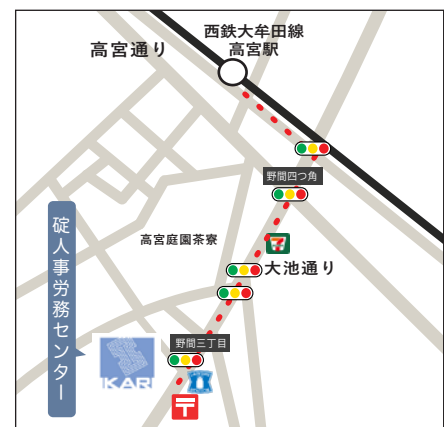 西鉄大牟田線
高宮駅
高宮通り
野間四つ角
高宮庭園茶寮
7
大池通り
碇人事労務センター
野間三丁目
IKARI
〒